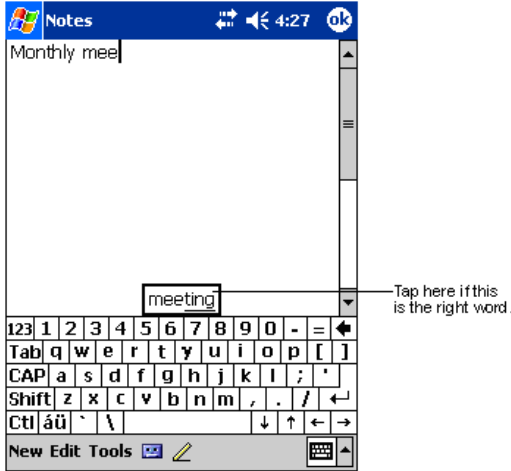 Notes 4:27 ok
Monthly mee
meeting
Tap here if this
is the right word.
123 1 2 3 4 5 6 7 8 9 0 - =
Tab q w e r t y u i o p [ ]
CAP a s d f g h j k l ; '
Shift z x c v b n m , . /
Ctl áü ` \ ↓ ↑ ← →
New Edit Tools